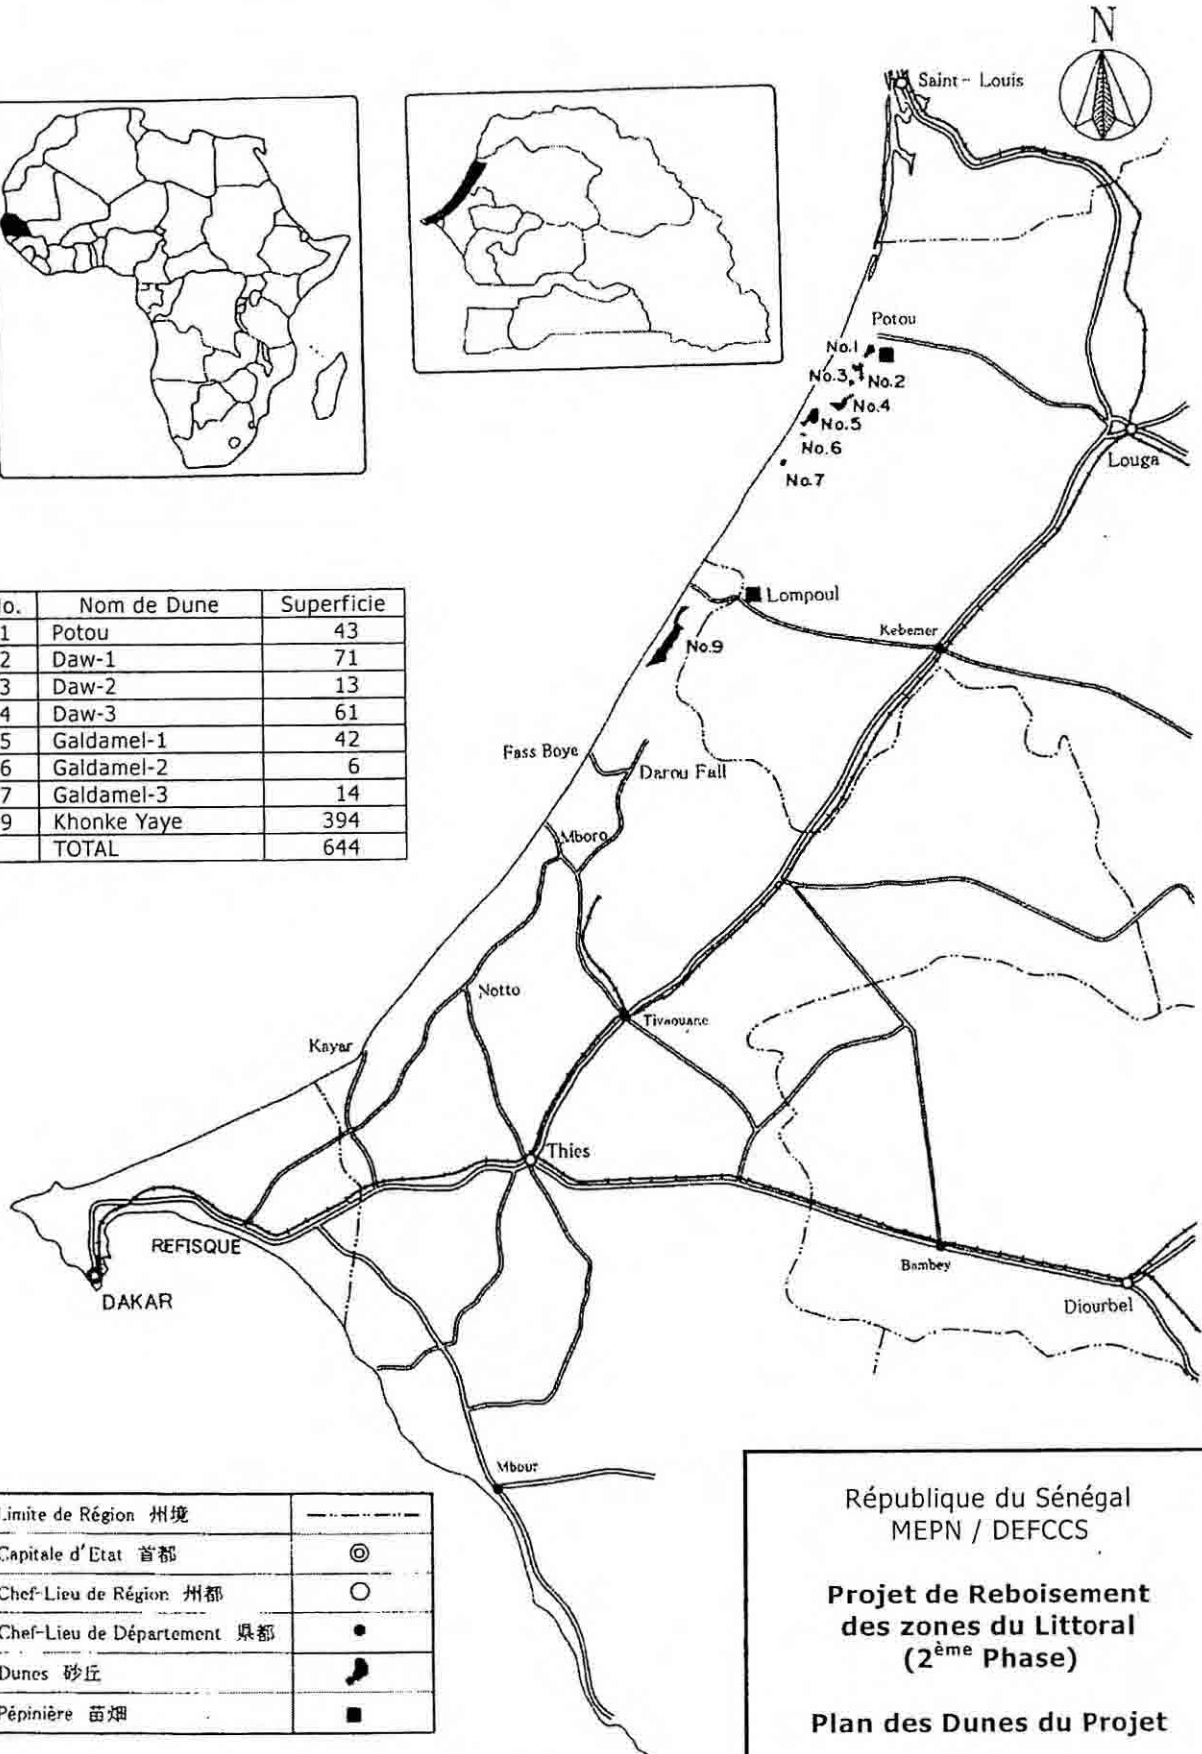 N
Saint - Louis
Potou
No.1
No.3
No.2
No.4
No.5
No.6
No.7
Louga
Lompoul
Kebemer
No.9
o. Nom de Dune Superficie
1 Potou 43
2 Daw-1 71
3 Daw-2 13
4 Daw-3 61
5 Galdamel-1 42
6 Galdamel-2 6
7 Galdamel-3 14
9 Khonke Yaye 394
TOTAL 644
Fass Boye
Darou Fall
Mboro
Notto
Tivaouane
Kayar
Thies
REFISQUE
DAKAR
Bambey
Diourbel
Mbour
Limite de Région 州境
Capitale d'Etat 首都
Chef-Lieu de Région 州都
Chef-Lieu de Département 県都
Dunes 砂丘
Pépinière 苗畑
République du Sénégal
MEPN / DEFCCS
Projet de Reboisement
des zones du Littoral
(2ème Phase)
Plan des Dunes du Projet